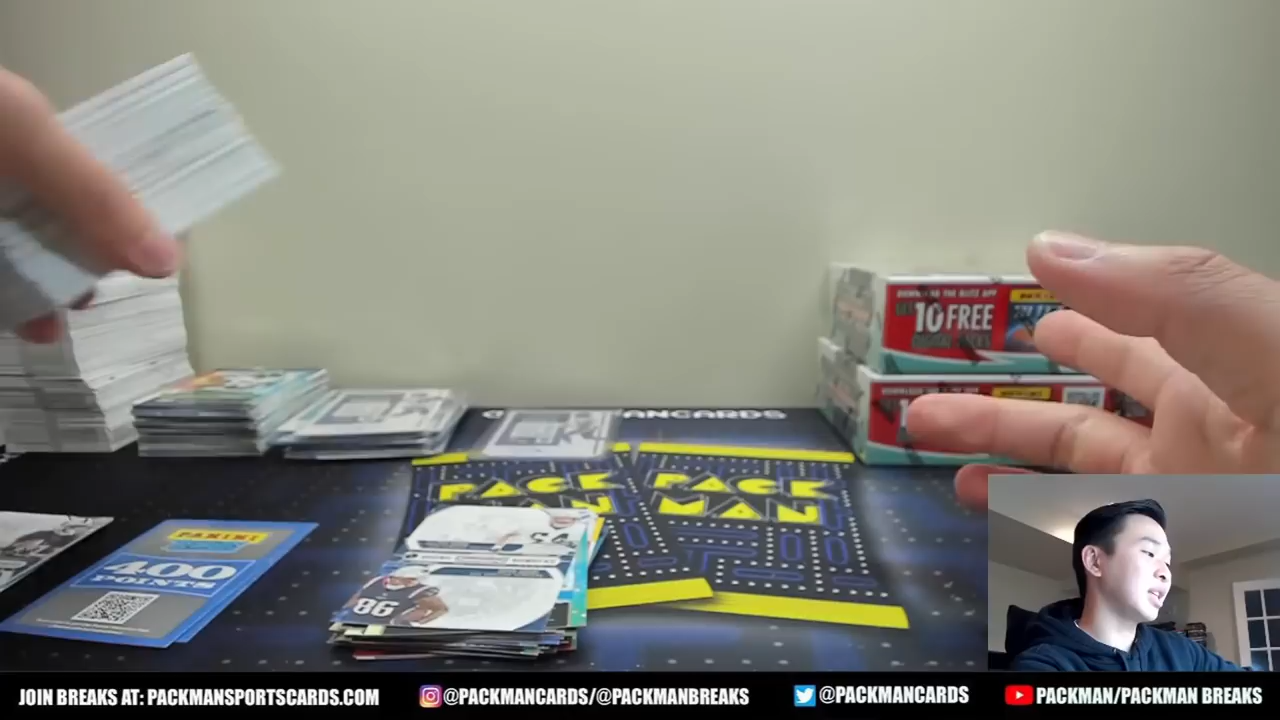 10 FREE
ANCARDS
PACK
MAN
PACK
MAN
PANINI
400
POINTS
86
JOIN BREAKS AT: PACKMANSPORTSCARDS.COM
@PACKMANCARDS/@PACKMANBREAKS
@PACKMANCARDS
PACKMAN/PACKMAN BREAKS